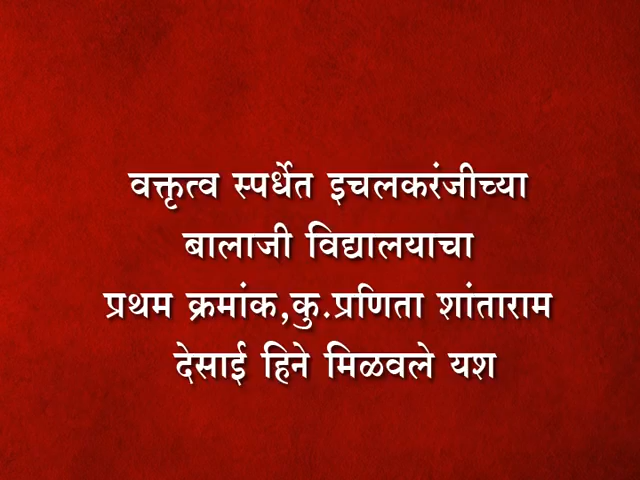 वक्तृत्व स्पर्धेत इचलकरंजीच्या
बालाजी विद्यालयाचा
प्रथम क्रमांक,कु.प्रणिता शांताराम
देसाई हिने मिळवले यश